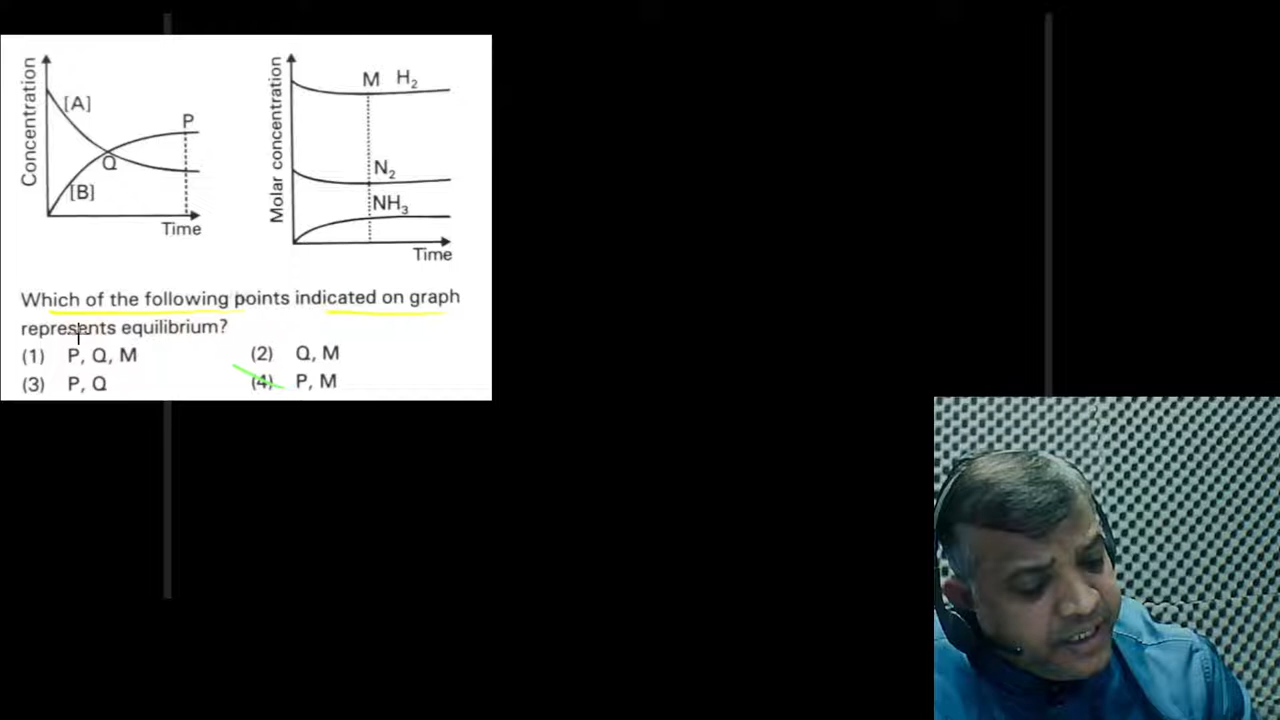 Concentration
[A]
P
Q
[B]
Time
Molar concentration
M H₂
N₂
NH₃
Time
Which of the following points indicated on graph
represents equilibrium?
(1) P, Q, M
(2) Q, M
(3) P, Q
(4) P, M